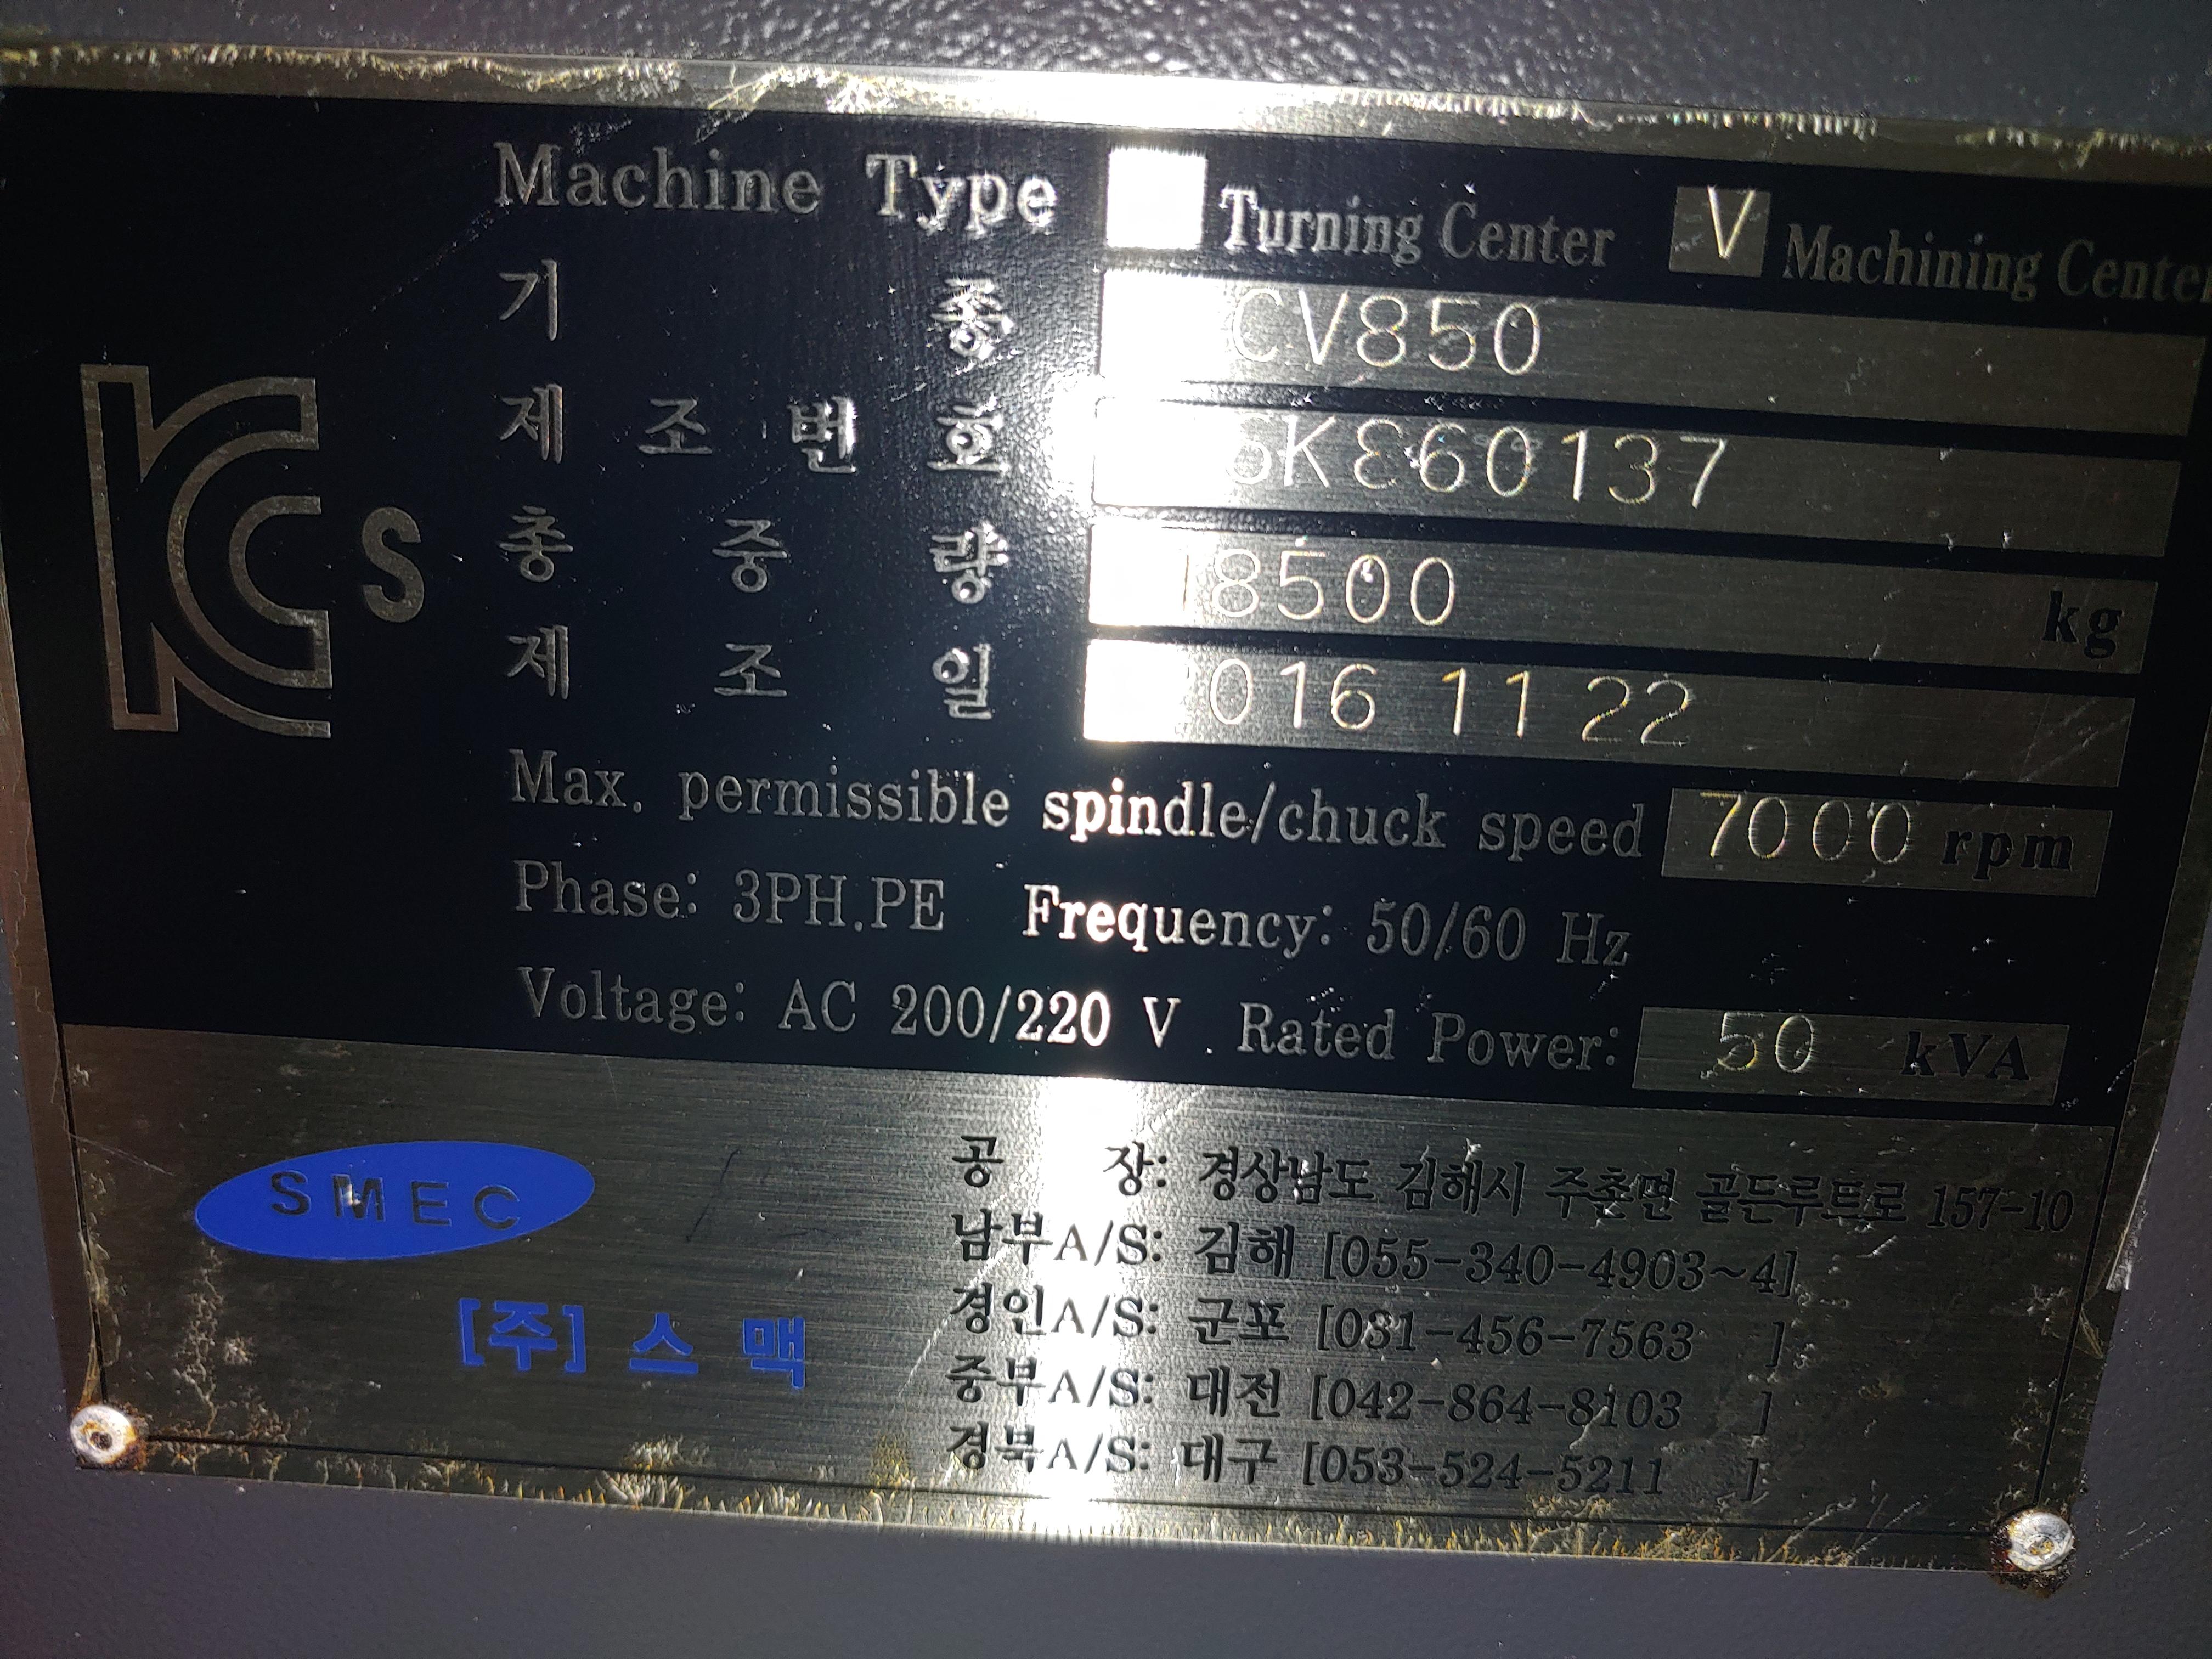 Machine Type Turning Center V Machining Center
기 종 CV850
제 조 번 호
총 중 량 8500 kg
제 조 일 016 11 22
Max. permissible spindle/chuck speed 7000 rpm
Phase: 3PH.PE Frequency: 50/60 Hz
Voltage: AC 200/220 V Rated Power: 50 kVA
KC S
SMEC
[주] 스 맥
공 장: 경상남도 김해시 주촌면 골든루트로 157-10
남부A/S: 김해 [055-340-4903~4]
경인A/S: 군포 [031-456-7563 ]
중부A/S: 대전 [042-864-8103 ]
경북A/S: 대구 [053-524-5211 ]